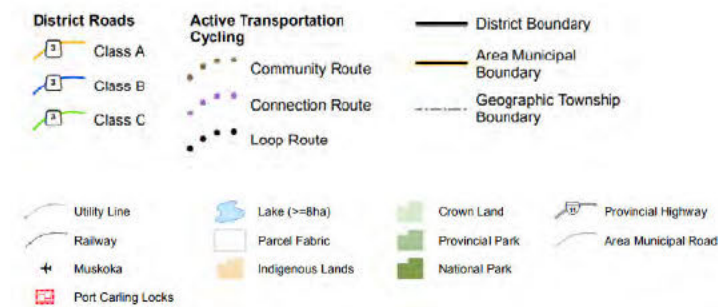 District Roads
3 Class A
3 Class B
3 Class C
Active Transportation
Cycling
Community Route
Connection Route
Loop Route
District Boundary
Area Municipal
Boundary
Geographic Township
Boundary
Utility Line
Railway
Muskoka
Port Carling Locks
Lake (>=8ha)
Parcel Fabric
Indigenous Lands
Crown Land
Provincial Park
National Park
11 Provincial Highway
Area Municipal Road